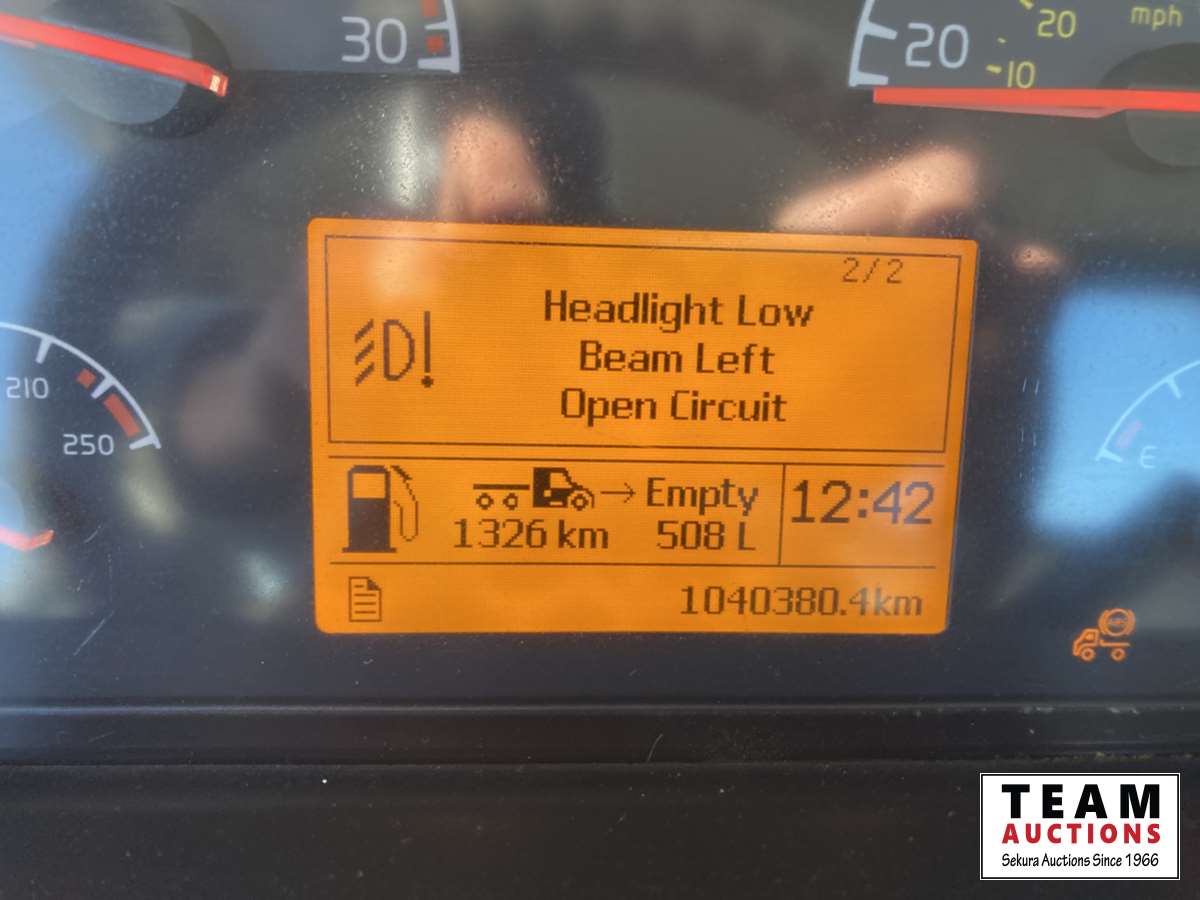 30
20
20
mph
10
2/2
Headlight Low
Beam Left
Open Circuit
210
250
E
Empty
12:42
1326 km
508 L
1040380.4km
TEAM
AUCTIONS
Sekura Auctions Since 1966